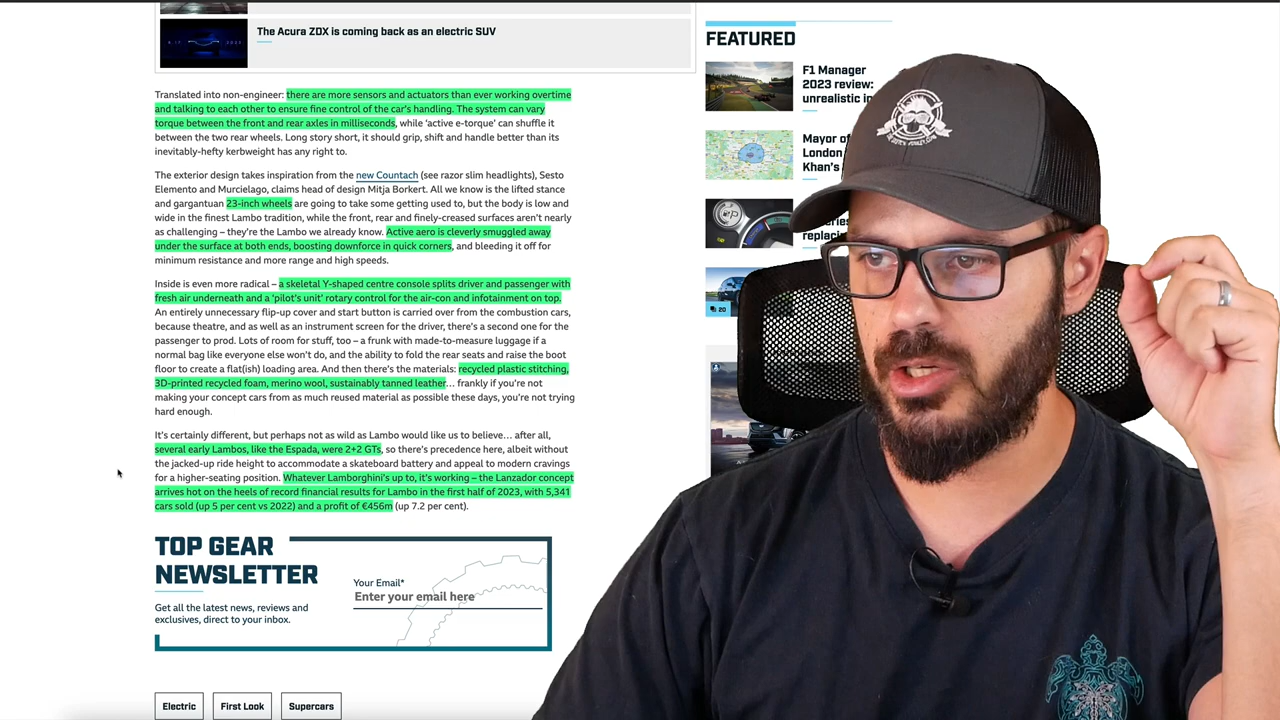 The Acura ZDX is coming back as an electric SUV
Translated into non-engineer: there are more sensors and actuators than ever working overtime
and talking to each other to ensure fine control of the car's handling. The system can vary
torque between the front and rear axles in milliseconds, while 'active e-torque' can shuffle it
between the two rear wheels. Long story short, it should grip, shift and handle better than its
inevitably-hefty kerbweight has any right to.
The exterior design takes inspiration from the new Countach (see razor slim headlights), Sesto
Elemento and Murcielago, claims head of design Mitja Borkert. All we know is the lifted stance
and gargantuan 23-inch wheels are going to take some getting used to, but the body is low and
wide in the finest Lambo tradition, while the front, rear and finely-creased surfaces aren't nearly
as challenging – they're the Lambo we already know. Active aero is cleverly smuggled away
under the surface at both ends, boosting downforce in quick corners, and bleeding it off for
minimum resistance and more range and high speeds.
Inside is even more radical – a skeletal Y-shaped centre console splits driver and passenger with
fresh air underneath and a 'pilot's unit' rotary control for the air-con and infotainment on top.
An entirely unnecessary flip-up cover and start button is carried over from the combustion cars,
because theatre, and as well as an instrument screen for the driver, there's a second one for the
passenger to prod. Lots of room for stuff, too – a frunk with made-to-measure luggage if a
normal bag like everyone else won't do, and the ability to fold the rear seats and raise the boot
floor to create a flat(ish) loading area. And then there's the materials: recycled plastic stitching,
3D-printed recycled foam, merino wool, sustainably tanned leather… frankly if you're not
making your concept cars from as much reused material as possible these days, you're not trying
hard enough.
It's certainly different, but perhaps not as wild as Lambo would like us to believe… after all,
several early Lambos, like the Espada, were 2+2 GTs, so there's precedence here, albeit without
the jacked-up ride height to accommodate a skateboard battery and appeal to modern cravings
for a higher-seating position. Whatever Lamborghini's up to, it's working – the Lanzador concept
arrives hot on the heels of record financial results for Lambo in the first half of 2023, with 5,341
cars sold (up 5 per cent vs 2022) and a profit of €456m (up 7.2 per cent).
TOP GEAR
NEWSLETTER
Get all the latest news, reviews and
exclusives, direct to your inbox.
Your Email*
Enter your email here
Electric
First Look
Supercars
FEATURED
F1 Manager
2023 review:
unrealistic in
Mayor of
London
Khan's
replacin
20